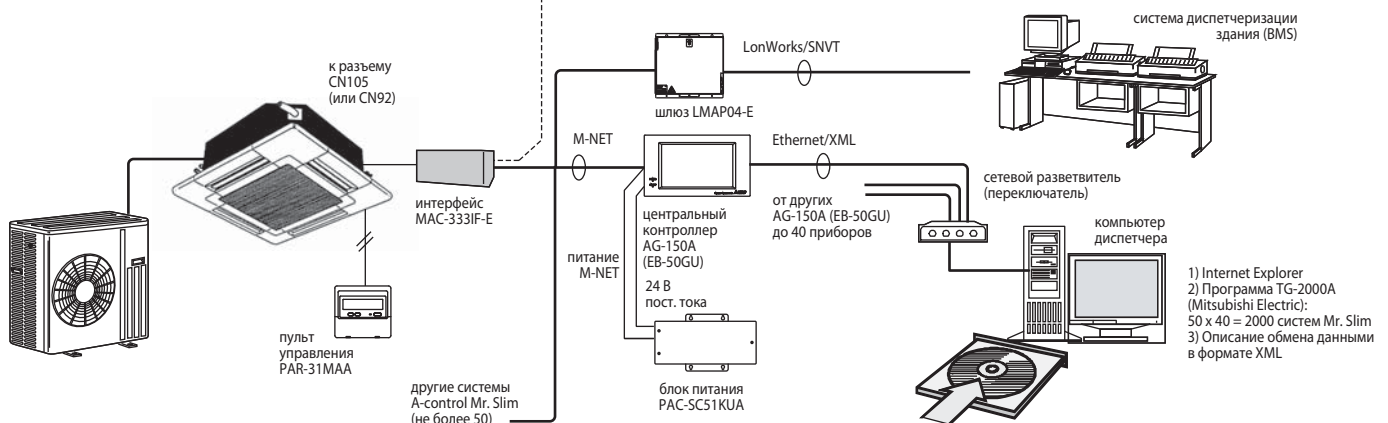 система диспетчеризации
здания (BMS)
LonWorks/SNVT
к разъему
CN105
(или CN92)
шлюз LMAP04-E
M-NET
Ethernet/XML
сетевой разветвитель
(переключатель)
интерфейс
MAC-333IF-E
от других
AG-150A (EB-50GU)
до 40 приборов
центральный
контроллер
AG-150A
(EB-50GU)
компьютер
диспетчера
питание
M-NET
24 В
пост. тока
1) Internet Explorer
2) Программа TG-2000A
(Mitsubishi Electric):
50 x 40 = 2000 систем Mr. Slim
3) Описание обмена данными
в формате XML
пульт
управления
PAR-31MAA
блок питания
PAC-SC51KUA
другие системы
A-control Mr. Slim
(не более 50)